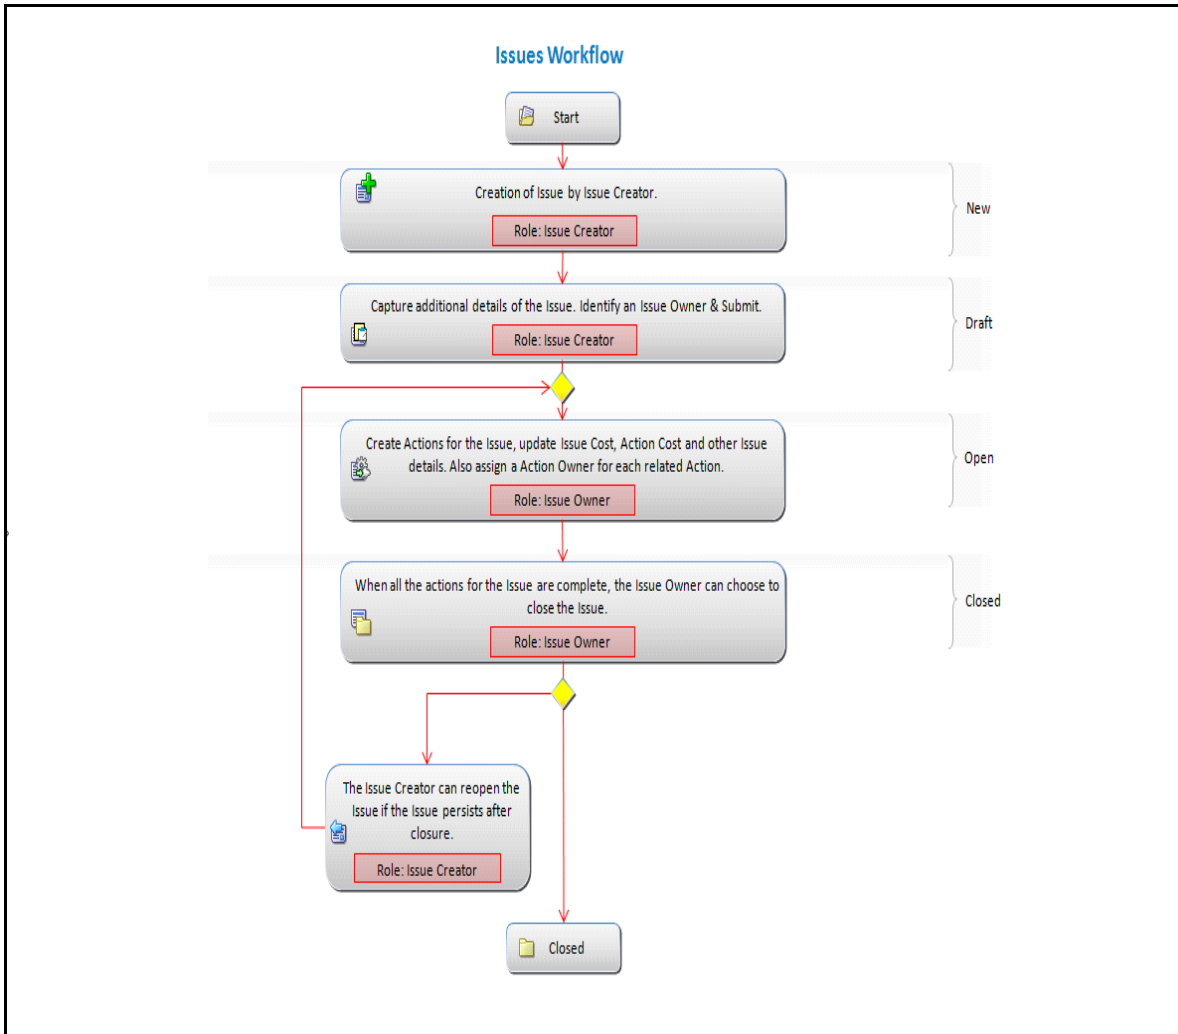 Issues Workflow
Start
Creation of Issue by Issue Creator.
Role: Issue Creator
New
Capture additional details of the Issue. Identify an Issue Owner & Submit.
Role: Issue Creator
Draft
Create Actions for the Issue, update Issue Cost, Action Cost and other Issue
details. Also assign a Action Owner for each related Action.
Role: Issue Owner
Open
When all the actions for the Issue are complete, the Issue Owner can choose to
close the Issue.
Role: Issue Owner
Closed
The Issue Creator can reopen the
Issue if the Issue persists after
closure.
Role: Issue Creator
Closed